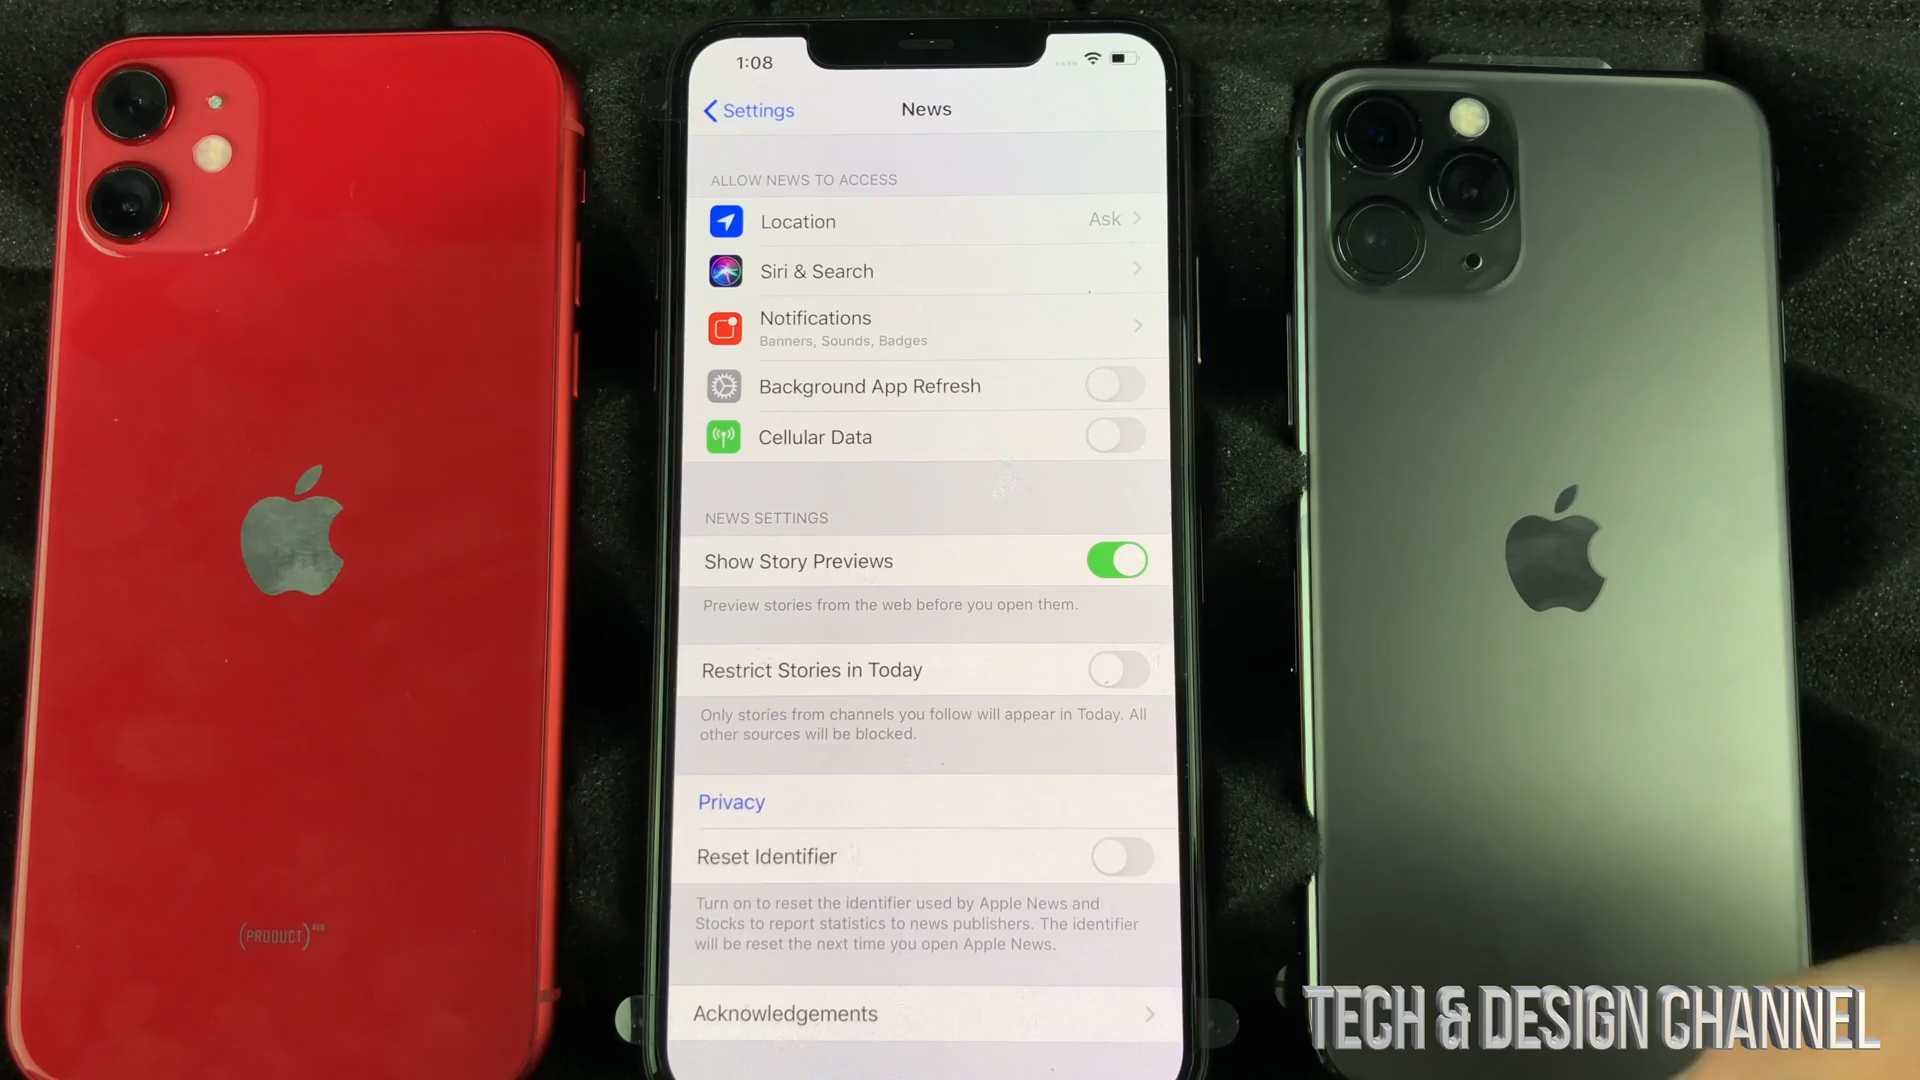 1:08
Settings
News
ALLOW NEWS TO ACCESS
Location
Ask
Siri & Search
Notifications
Banners, Sounds, Badges
Background App Refresh
Cellular Data
NEWS SETTINGS
Show Story Previews
Preview stories from the web before you open them.
Restrict Stories in Today
Only stories from channels you follow will appear in Today. All
other sources will be blocked.
Privacy
Reset Identifier
Turn on to reset the identifier used by Apple News and
Stocks to report statistics to news publishers. The identifier
will be reset the next time you open Apple News.
Acknowledgements
(PRODUCT)RED
TECH & DESIGN CHANNEL